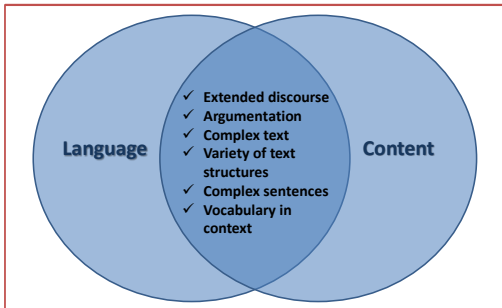 Language
✓ Extended discourse
✓ Argumentation
✓ Complex text
✓ Variety of text
structures
✓ Complex sentences
✓ Vocabulary in
context
Content